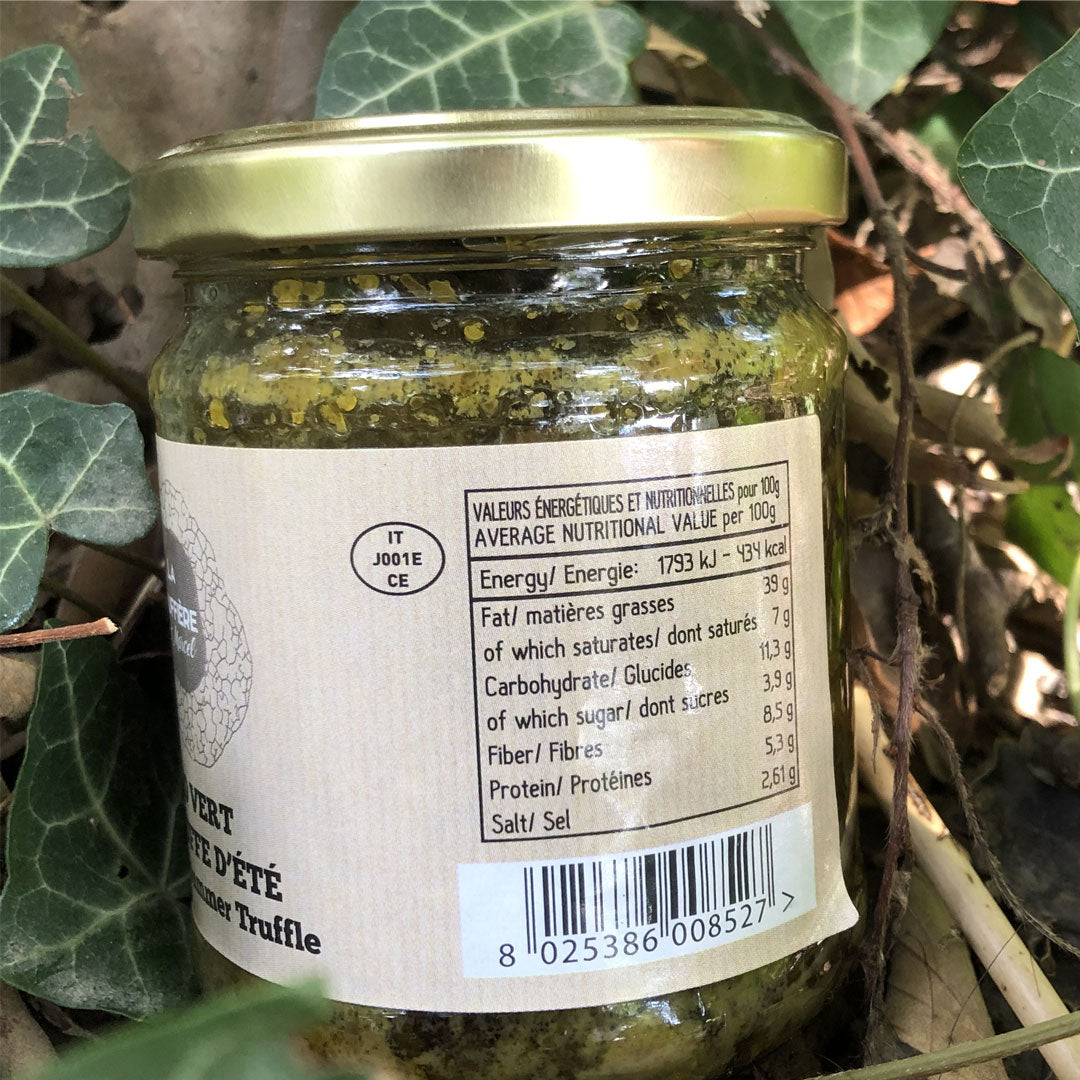 IT
J001E
CE
VALEURS ÉNERGÉTIQUES ET NUTRITIONNELLES pour 100g
AVERAGE NUTRITIONAL VALUE per 100g
Energy/ Energie: 1793 kJ - 434 kcal
Fat/ matières grasses 39 g
of which saturates/ dont saturés 7 g
Carbohydrate/ Glucides 11,3 g
of which sugar/ dont sucres 3,9 g
Fiber/ Fibres 8,5 g
Protein/ Protéines 5,3 g
Salt/ Sel 2,61 g
LA
VERT
D'ÉTÉ
Truffle
8 025386 008527 >